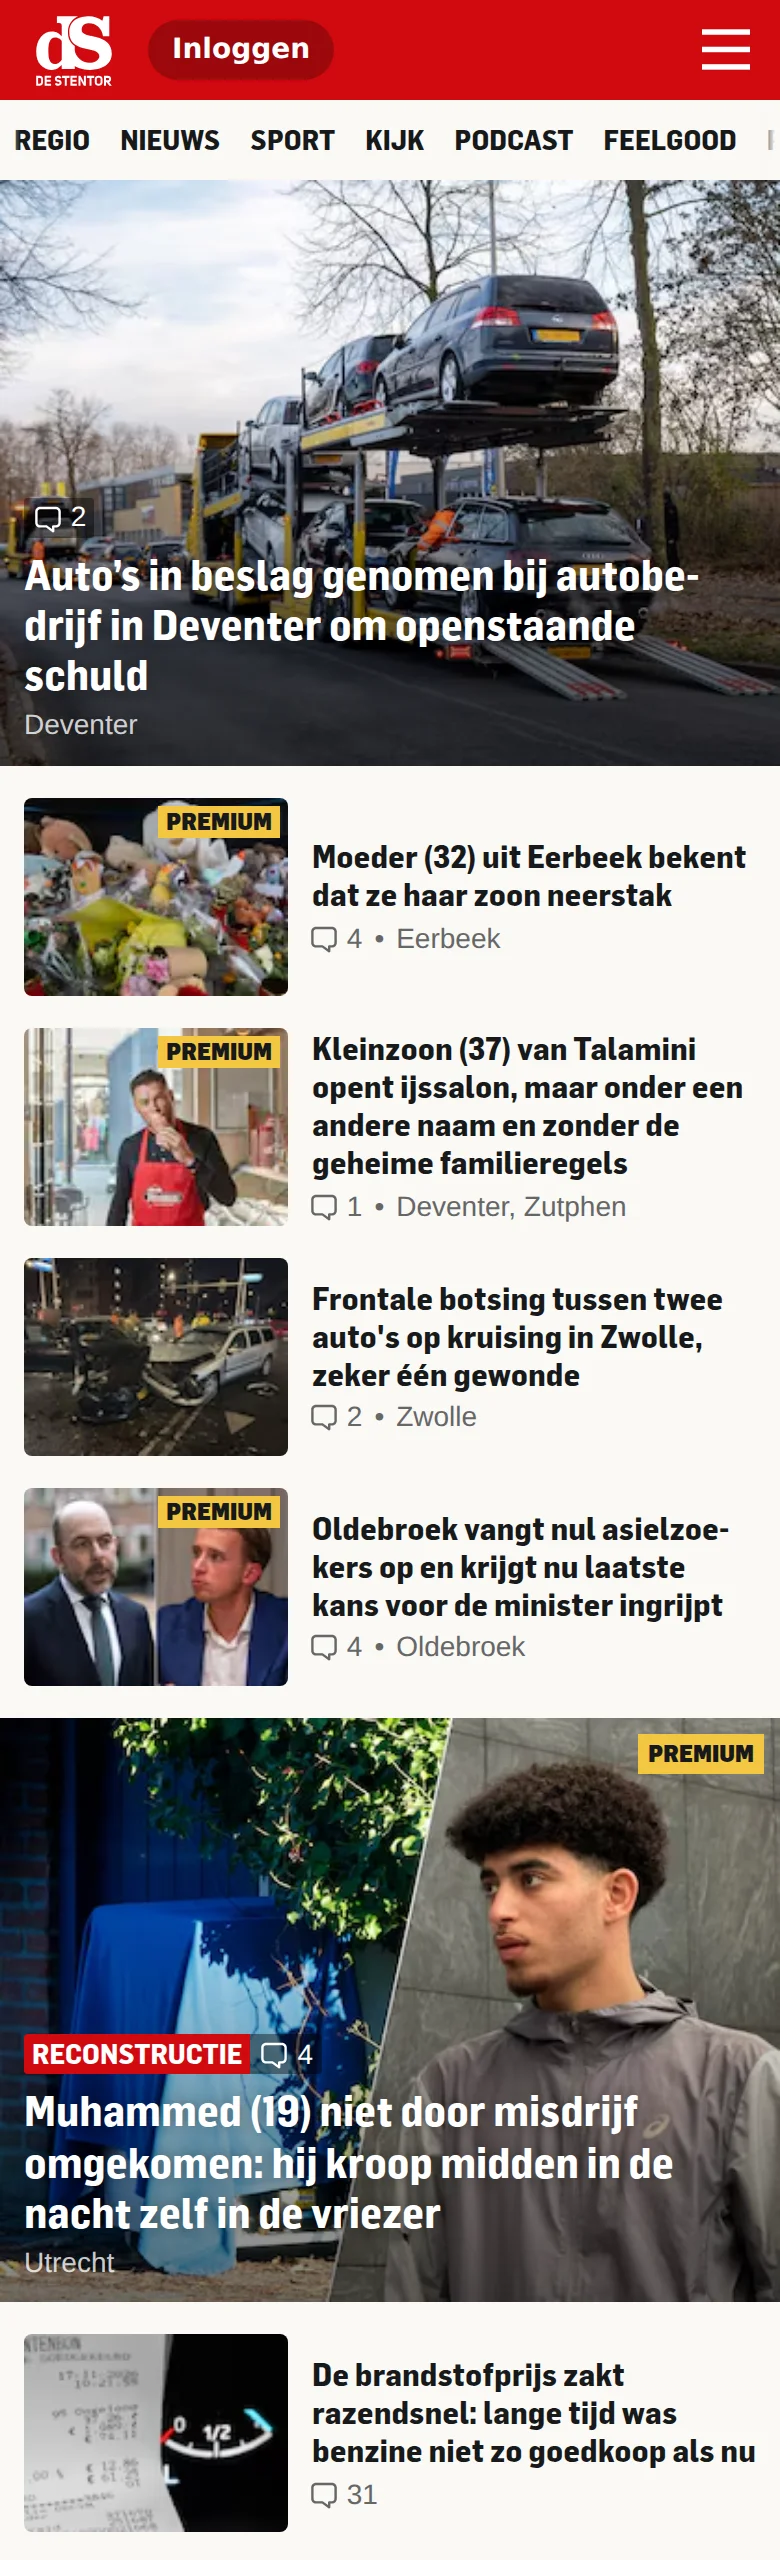 dS
DE STENTOR
Inloggen
REGIO NIEUWS SPORT KIJK PODCAST FEELGOOD
2
Auto’s in beslag genomen bij autobe-
drijf in Deventer om openstaande
schuld
Deventer
PREMIUM
Moeder (32) uit Eerbeek bekent
dat ze haar zoon neerstak
4 • Eerbeek
PREMIUM
Kleinzoon (37) van Talamini
opent ijssalon, maar onder een
andere naam en zonder de
geheime familieregels
1 • Deventer, Zutphen
Frontale botsing tussen twee
auto's op kruising in Zwolle,
zeker één gewonde
2 • Zwolle
PREMIUM
Oldebroek vangt nul asielzoe-
kers op en krijgt nu laatste
kans voor de minister ingrijpt
4 • Oldebroek
PREMIUM
RECONSTRUCTIE 4
Muhammed (19) niet door misdrijf
omgekomen: hij kroop midden in de
nacht zelf in de vriezer
Utrecht
0 1/2
De brandstofprijs zakt
razendsnel: lange tijd was
benzine niet zo goedkoop als nu
31